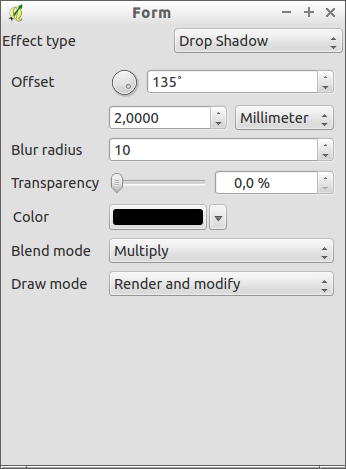 Form
Effect type Drop Shadow
Offset 135˚
2,0000 Millimeter
Blur radius 10
Transparency 0,0 %
Color
Blend mode Multiply
Draw mode Render and modify